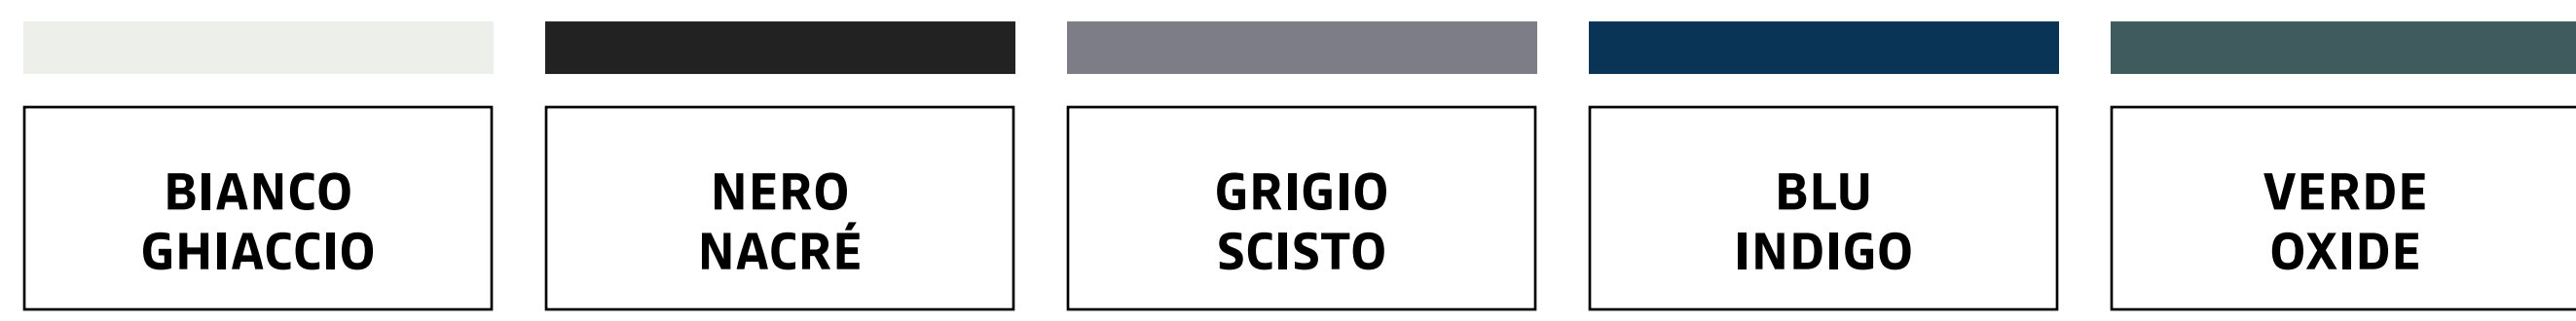 BIANCO
GHIACCIO
NERO
NACRÉ
GRIGIO
SCISTO
BLU
INDIGO
VERDE
OXIDE